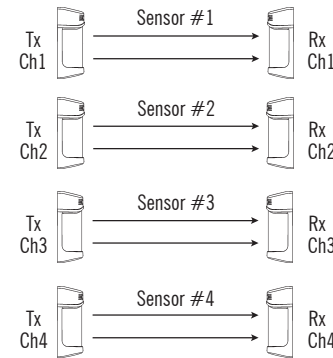 Sensor #1
Tx
Ch1
Rx
Ch1
Sensor #2
Tx
Ch2
Rx
Ch2
Sensor #3
Tx
Ch3
Rx
Ch3
Sensor #4
Tx
Ch4
Rx
Ch4